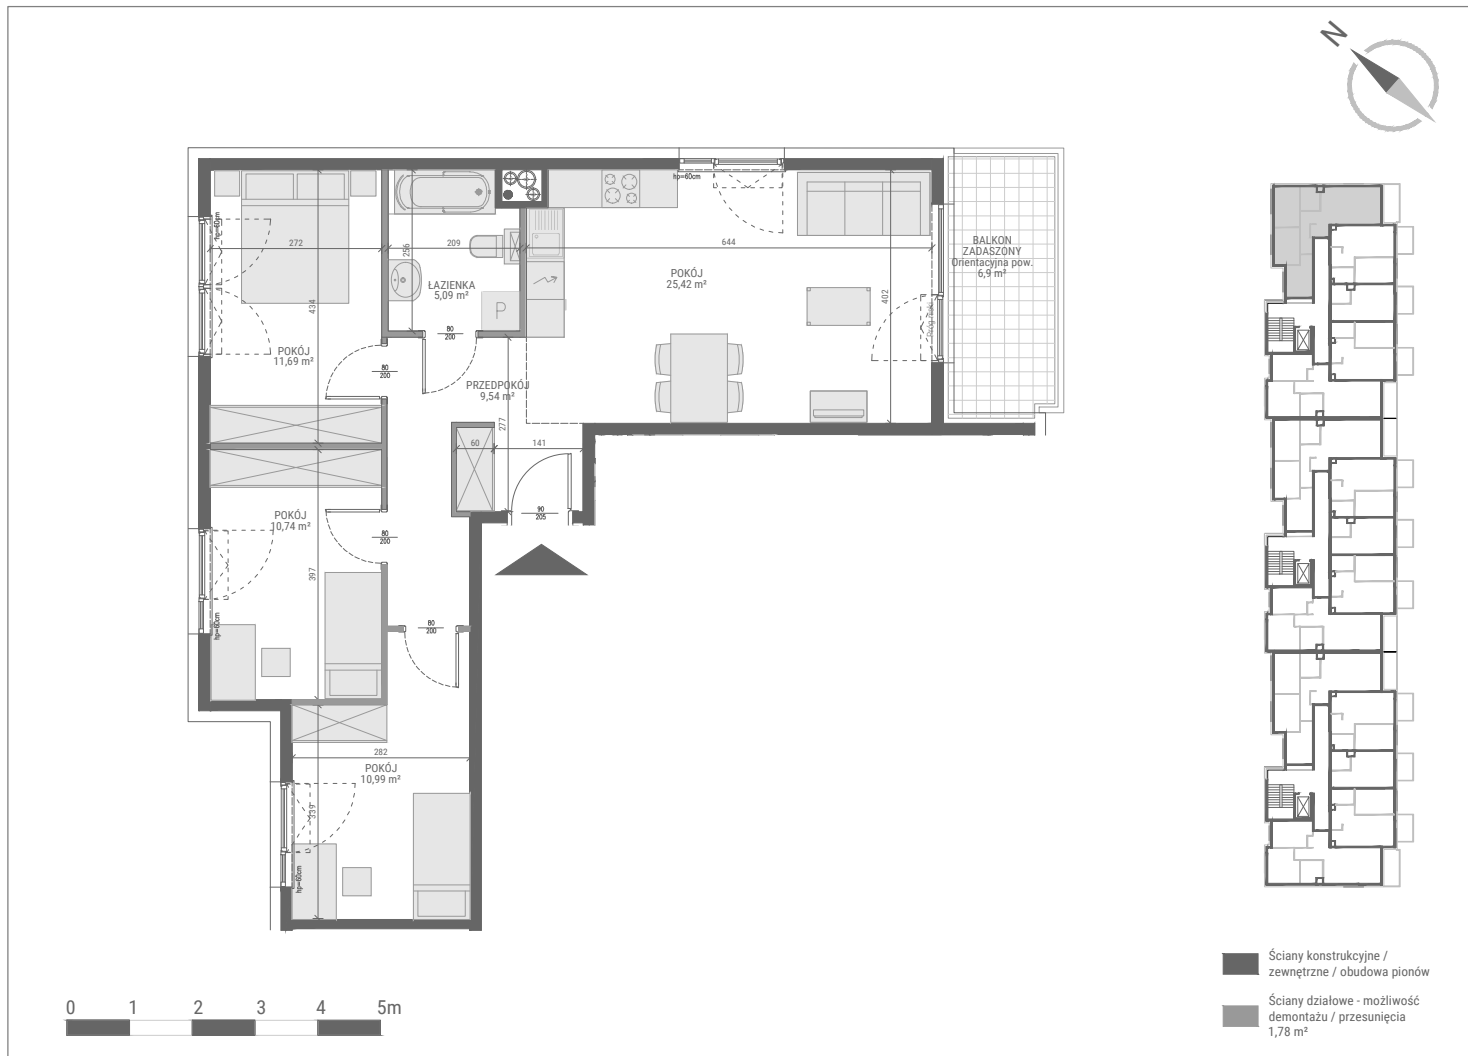 N
hp=60cm
hp=60cm
272
209
256
644
434
402
BALKON
ZADASZONY
Orientacyjna pow.
6,9 m²
POKÓJ
25,42 m²
ŁAZIENKA
5,09 m²
P
80
200
POKÓJ
11,69 m²
80
200
PRZEDPOKÓJ
9,54 m²
277
60
141
90
205
POKÓJ
10,74 m²
80
200
397
hp=60cm
80
200
282
POKÓJ
10,99 m²
339
hp=60cm
0 1 2 3 4 5m
Ściany konstrukcyjne /
zewnętrzne / obudowa pionów
Ściany działowe - możliwość
demontażu / przesunięcia
1,78 m²